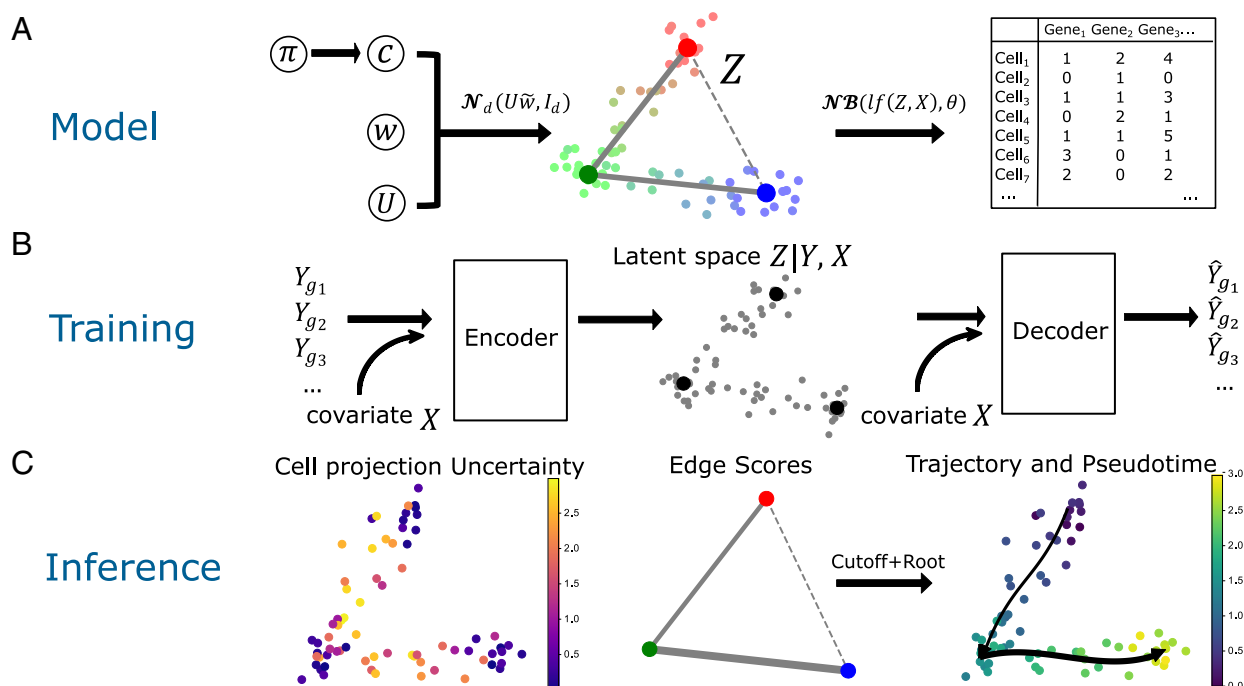 A
Model
π
c
w
U
𝓝d(Uw̃, Id)
Z
𝓝𝓑(lf(Z, X), θ)
Gene1 Gene2 Gene3...
Cell1 1 2 4
Cell2 0 1 0
Cell3 1 1 3
Cell4 0 2 1
Cell5 1 1 5
Cell6 3 0 1
Cell7 2 0 2
... ...
B
Training
Yg1
Yg2
Yg3
...
covariate X
Encoder
Latent space Z|Y, X
covariate X
Decoder
Ŷg1
Ŷg2
Ŷg3
...
C
Inference
Cell projection Uncertainty
2.5
2.0
1.5
1.0
0.5
Edge Scores
Cutoff+Root
Trajectory and Pseudotime
3.0
2.5
2.0
1.5
1.0
0.5
0.0